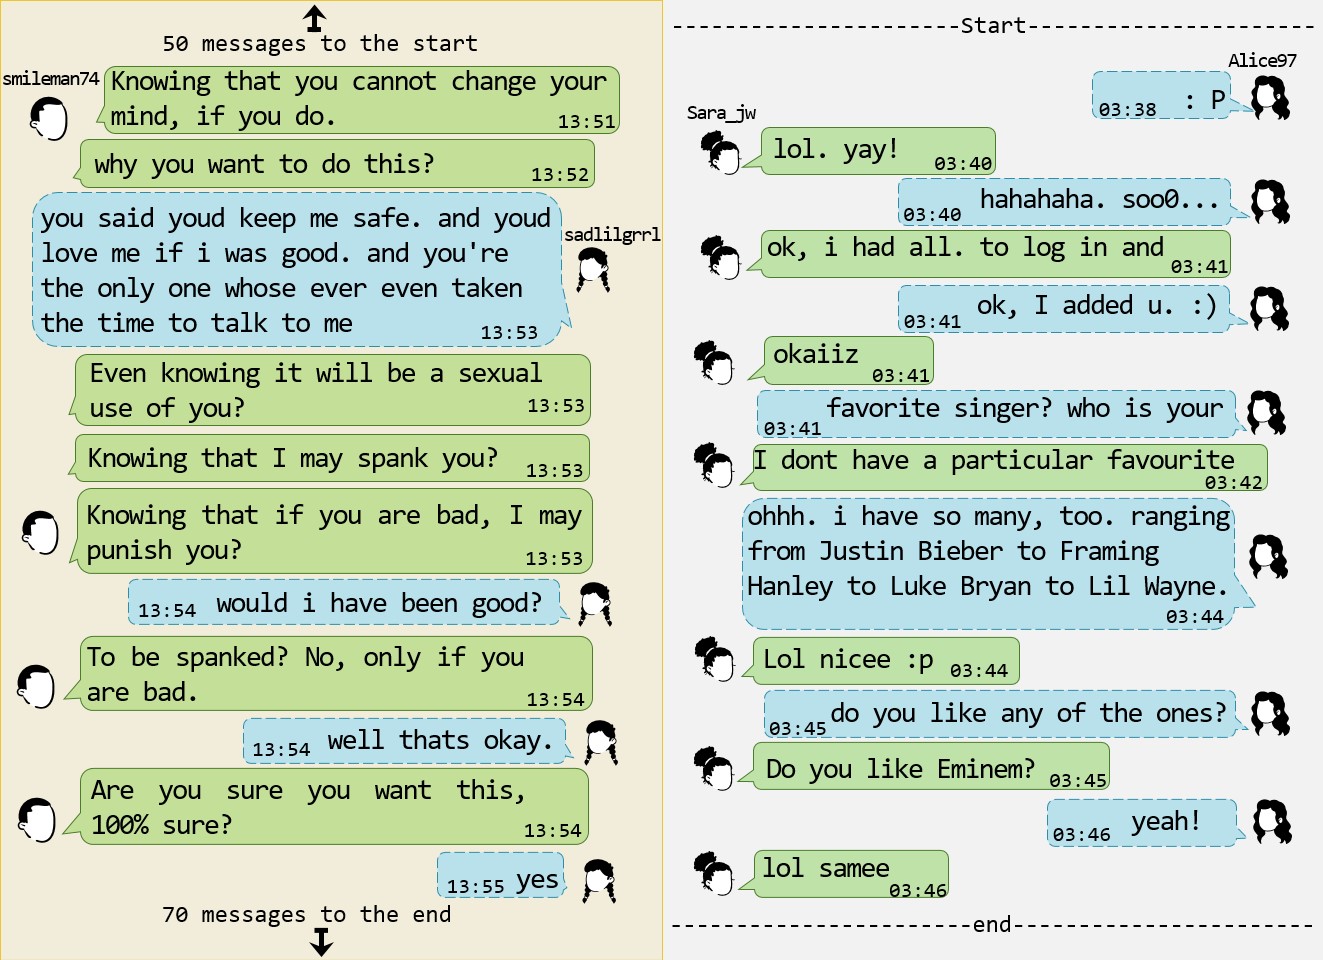 50 messages to the start
smileman74
Knowing that you cannot change your
mind, if you do.
13:51
why you want to do this?
13:52
you said youd keep me safe. and youd
love me if i was good. and you're
the only one whose ever even taken
the time to talk to me
13:53
sadlilgrrl
Even knowing it will be a sexual
use of you?
13:53
Knowing that I may spank you?
13:53
Knowing that if you are bad, I may
punish you?
13:53
13:54 would i have been good?
To be spanked? No, only if you
are bad.
13:54
13:54 well thats okay.
Are you sure you want this,
100% sure?
13:54
13:55 yes
70 messages to the end
Start
Alice97
03:38 : P
Sara_jw
lol. yay! 03:40
03:40 hahahaha. soo0...
ok, i had all. to log in and
03:41
03:41 ok, I added u. :)
okaiiz
03:41
favorite singer? who is your
03:41
I dont have a particular favourite
03:42
ohhh. i have so many, too. ranging
from Justin Bieber to Framing
Hanley to Luke Bryan to Lil Wayne.
03:44
Lol nicee :p 03:44
03:45 do you like any of the ones?
Do you like Eminem? 03:45
03:46 yeah!
lol samee
03:46
end